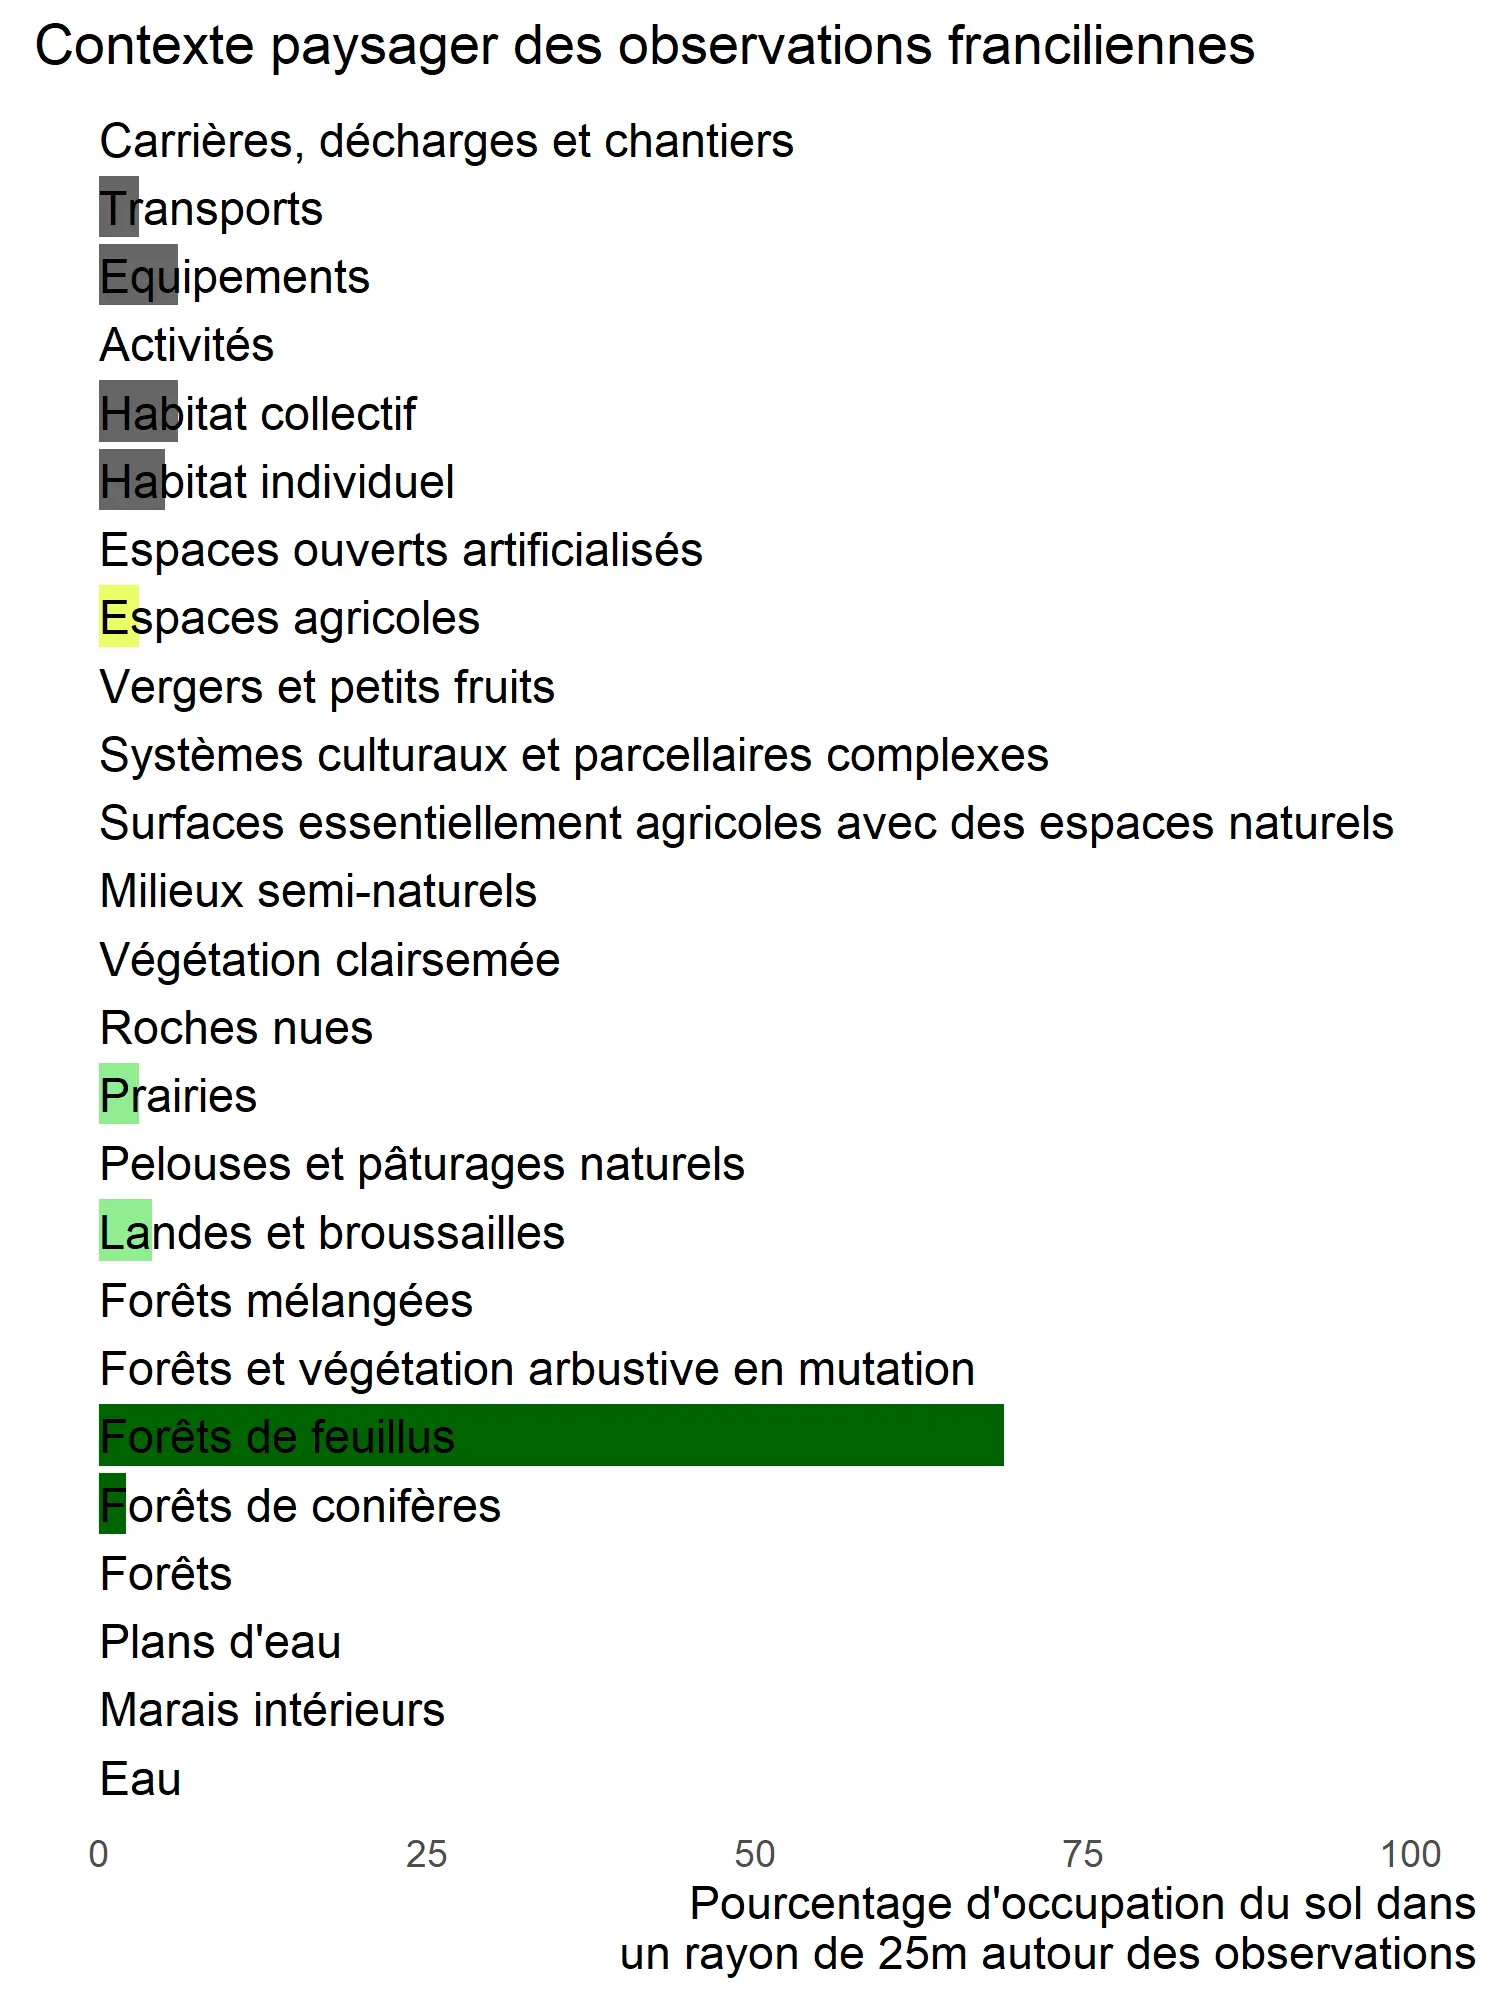 Contexte paysager des observations franciliennes
Carrières, décharges et chantiers
Transports
Equipements
Activités
Habitat collectif
Habitat individuel
Espaces ouverts artificialisés
Espaces agricoles
Vergers et petits fruits
Systèmes culturaux et parcellaires complexes
Surfaces essentiellement agricoles avec des espaces naturels
Milieux semi-naturels
Végétation clairsemée
Roches nues
Prairies
Pelouses et pâturages naturels
Landes et broussailles
Forêts mélangées
Forêts et végétation arbustive en mutation
Forêts de feuillus
Forêts de conifères
Forêts
Plans d'eau
Marais intérieurs
Eau
0 25 50 75 100
Pourcentage d'occupation du sol dans
un rayon de 25m autour des observations